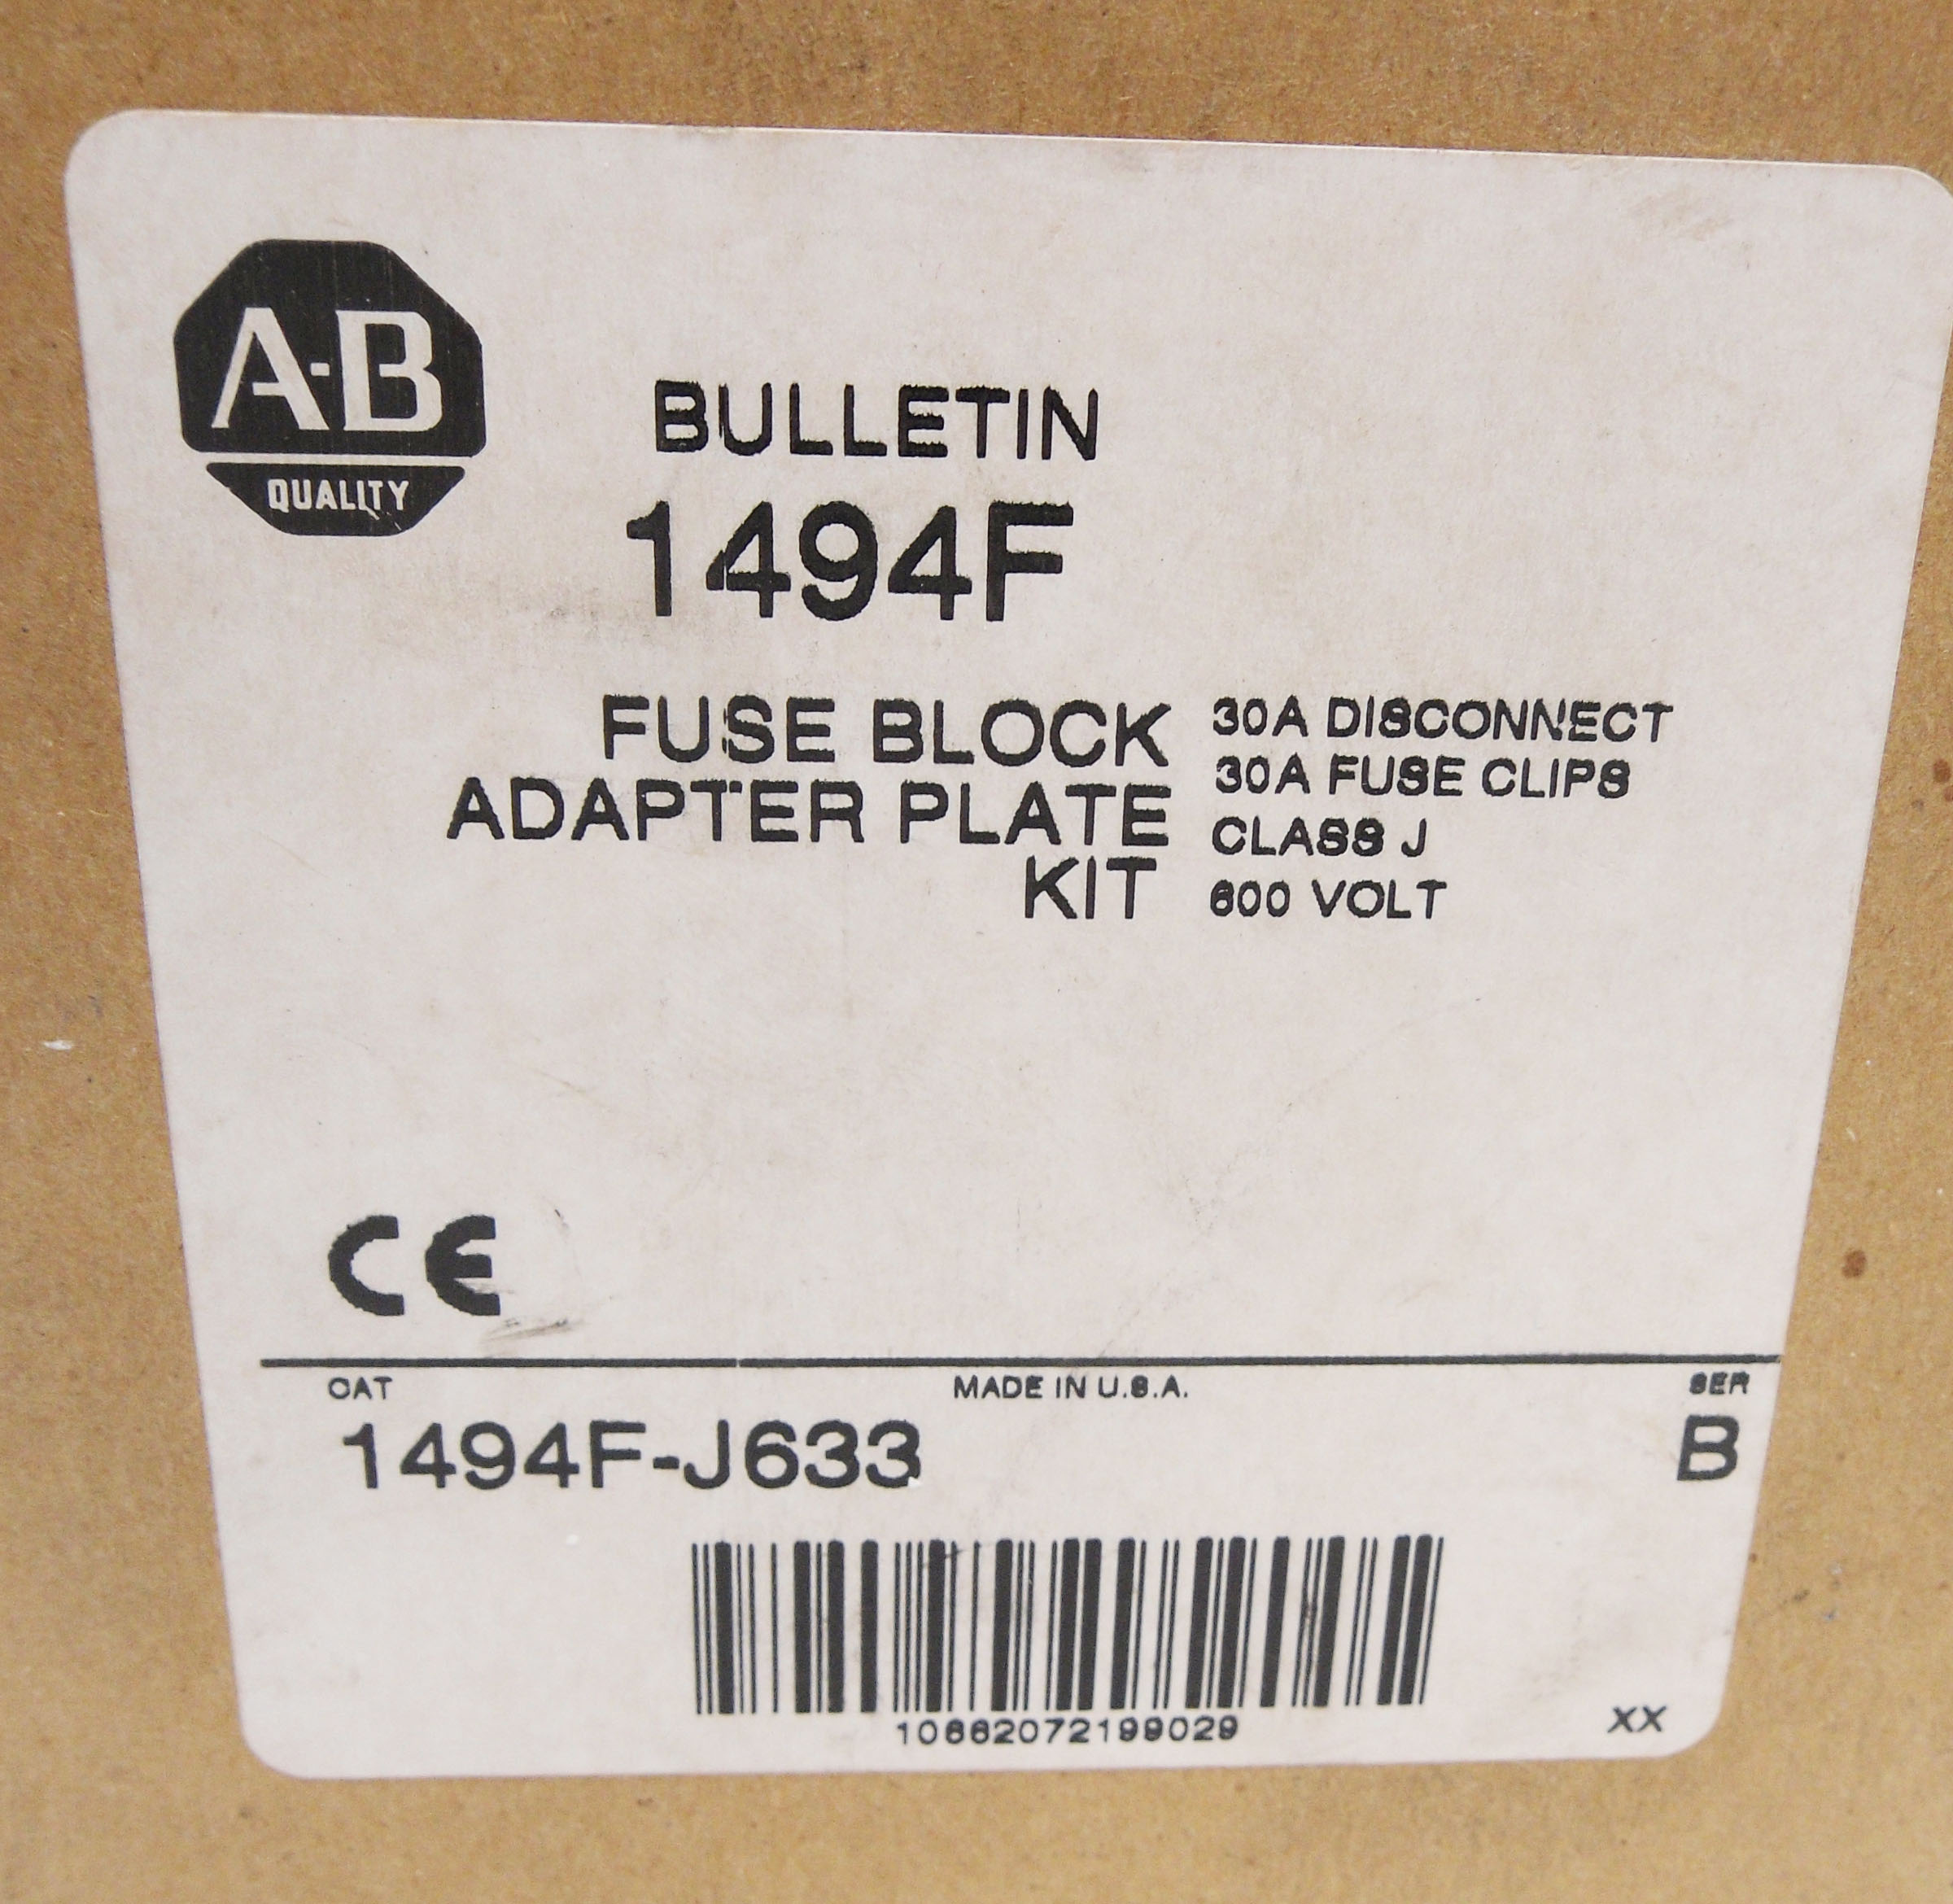 A-B
QUALITY
BULLETIN
1494F
FUSE BLOCK
ADAPTER PLATE
KIT
30A DISCONNECT
30A FUSE CLIPS
CLASS J
600 VOLT
CE
CAT
MADE IN U.S.A.
SER
1494F-J633
B
10662072199029
XX